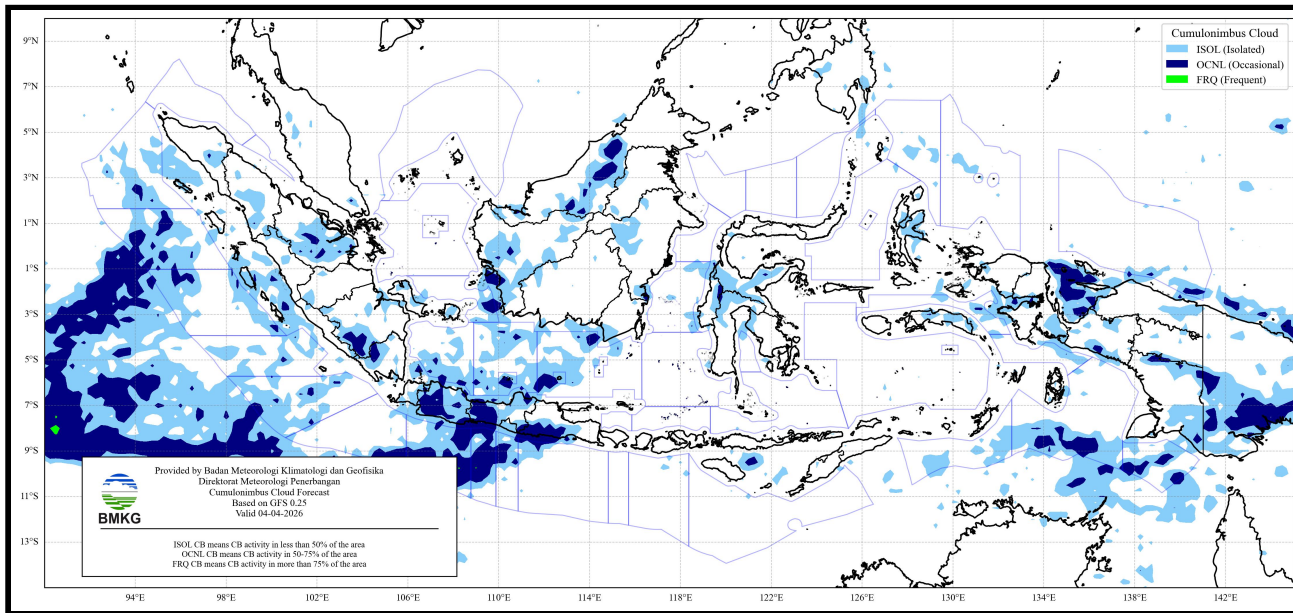 Cumulonimbus Cloud
ISOL (Isolated)
OCNL (Occasional)
FRQ (Frequent)
9°N
7°N
5°N
3°N
1°N
1°S
3°S
5°S
7°S
9°S
11°S
13°S
Provided by Badan Meteorologi Klimatologi dan Geofisika
Direktorat Meteorologi Penerbangan
Cumulonimbus Cloud Forecast
Based on GFS 0.25
Valid 04-04-2026
BMKG
ISOL CB means CB activity in less than 50% of the area
OCNL CB means CB activity in 50-75% of the area
FRQ CB means CB activity in more than 75% of the area
94°E 98°E 102°E 106°E 110°E 114°E 118°E 122°E 126°E 130°E 134°E 138°E 142°E